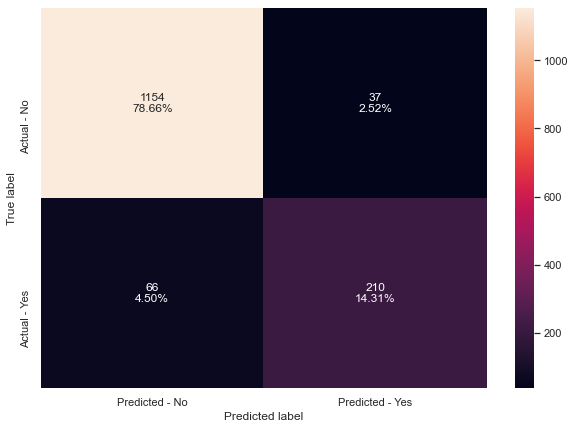 Actual - No
Actual - Yes
True label
1154
78.66%
37
2.52%
66
4.50%
210
14.31%
Predicted - No
Predicted - Yes
Predicted label
1000
800
600
400
200